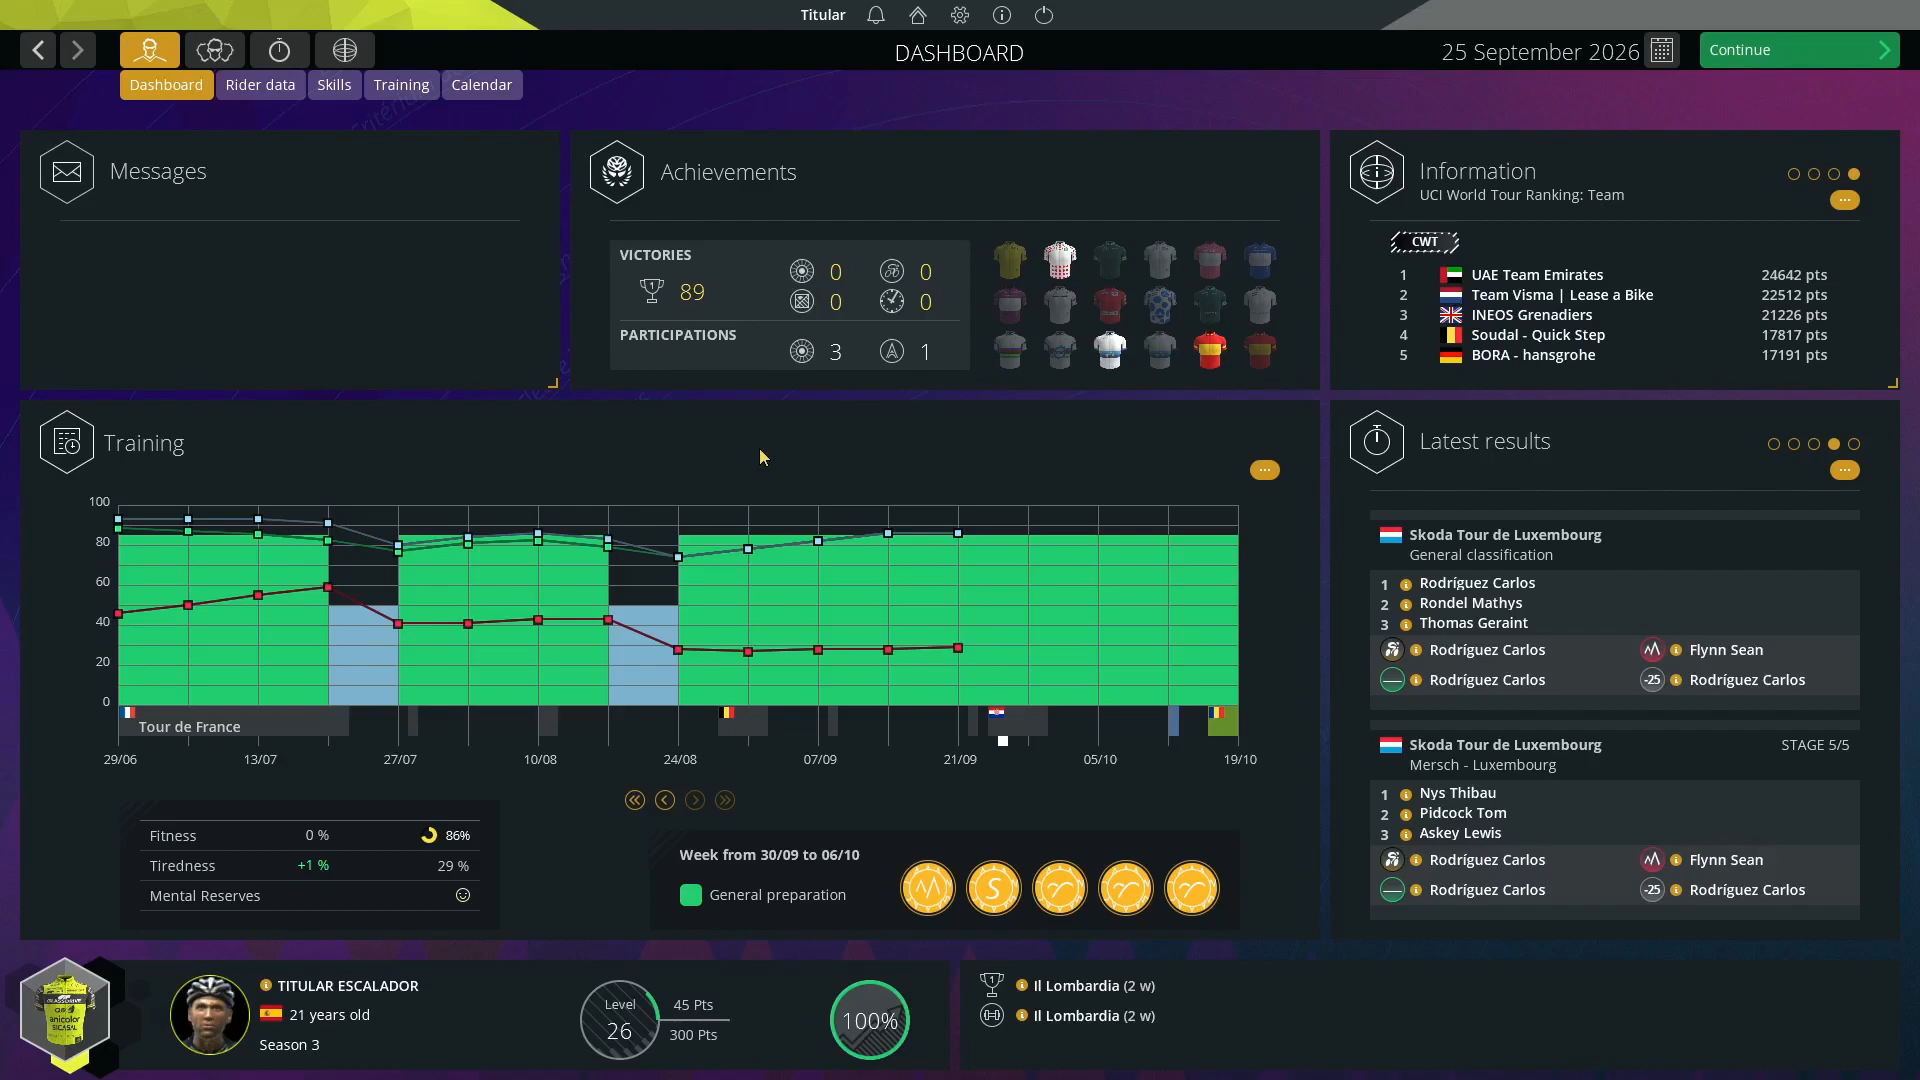 Titular
DASHBOARD
25 September 2026
Continue
Dashboard
Rider data
Skills
Training
Calendar
Messages
Achievements
VICTORIES
89
0
0
0
0
PARTICIPATIONS
3
1
Information
UCI World Tour Ranking: Team
CWT
1 UAE Team Emirates 24642 pts
2 Team Visma | Lease a Bike 22512 pts
3 INEOS Grenadiers 21226 pts
4 Soudal - Quick Step 17817 pts
5 BORA - hansgrohe 17191 pts
Training
100
80
60
40
20
0
Tour de France
29/06 13/07 27/07 10/08 24/08 07/09 21/09 05/10 19/10
Fitness 0 % 86%
Tiredness +1 % 29 %
Mental Reserves
Week from 30/09 to 06/10
General preparation
Latest results
Skoda Tour de Luxembourg
General classification
1 Rodríguez Carlos
2 Rondel Mathys
3 Thomas Geraint
Rodríguez Carlos Flynn Sean
Rodríguez Carlos -25 Rodríguez Carlos
Skoda Tour de Luxembourg STAGE 5/5
Mersch - Luxembourg
1 Nys Thibau
2 Pidcock Tom
3 Askey Lewis
Rodríguez Carlos Flynn Sean
Rodríguez Carlos -25 Rodríguez Carlos
GLASSDRIVE
Q8
anicolor
SICASAL
TITULAR ESCALADOR
21 years old
Season 3
Level
26
45 Pts
300 Pts
100%
Il Lombardia (2 w)
Il Lombardia (2 w)